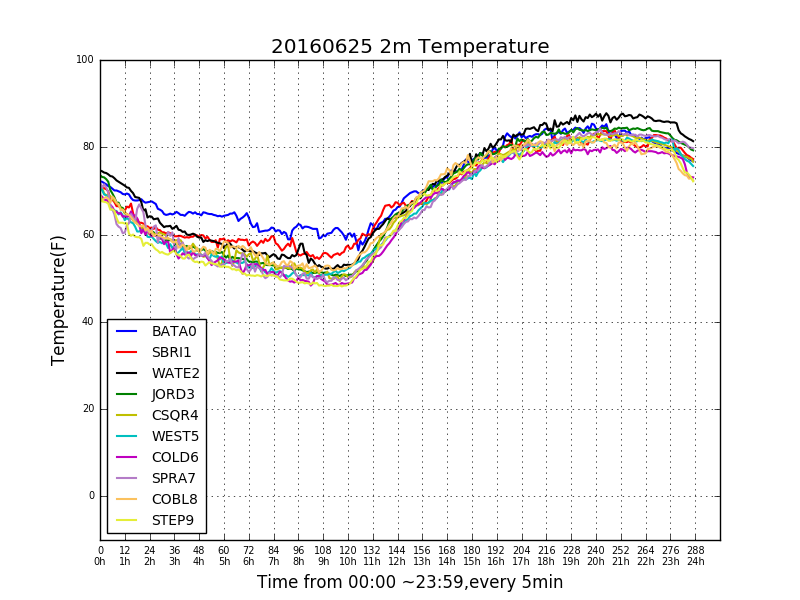 20160625 2m Temperature
100
80
60
40
20
0
Temperature(F)
BATA0
SBRI1
WATE2
JORD3
CSQR4
WEST5
COLD6
SPRA7
COBL8
STEP9
0 12 24 36 48 60 72 84 96 108 120 132 144 156 168 180 192 204 216 228 240 252 264 276 288
0h 1h 2h 3h 4h 5h 6h 7h 8h 9h 10h 11h 12h 13h 14h 15h 16h 17h 18h 19h 20h 21h 22h 23h 24h
Time from 00:00 ~23:59,every 5min